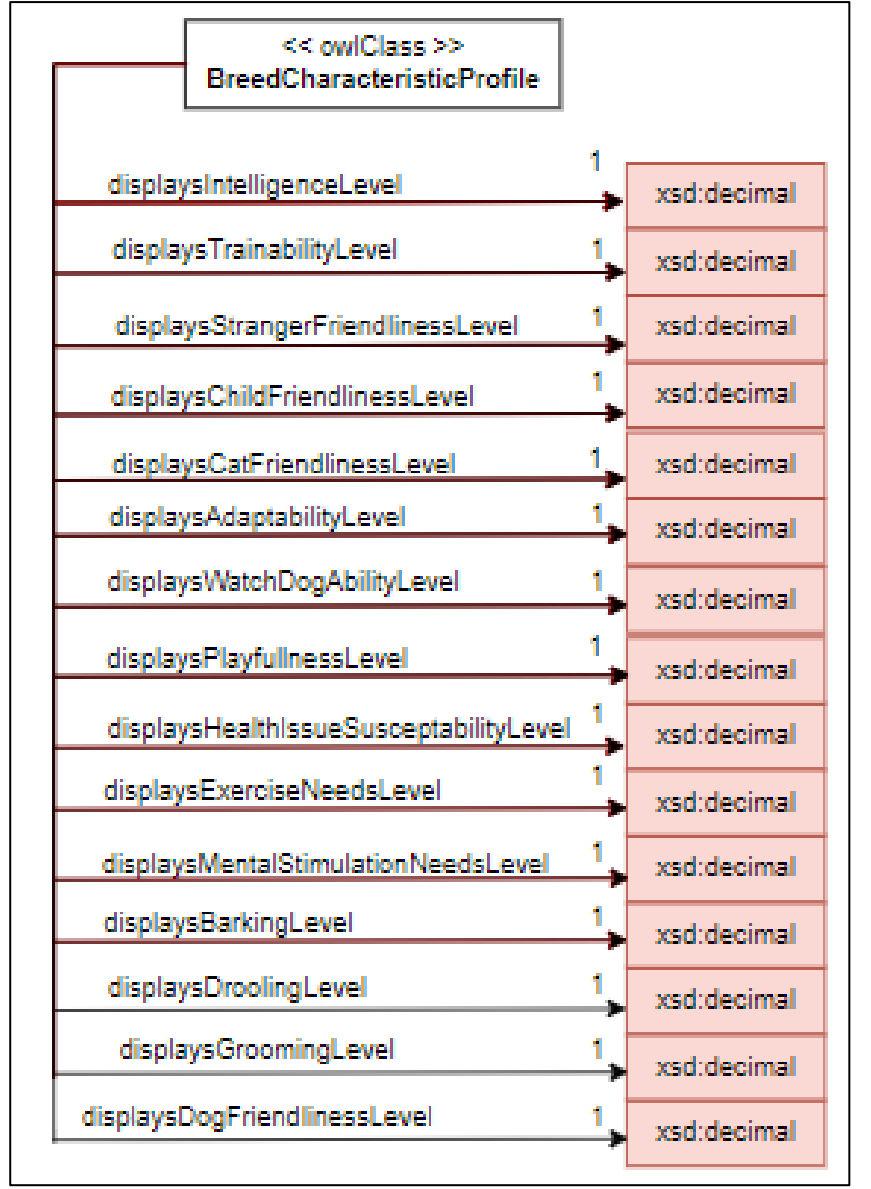 << owlClass >>
BreedCharacteristicProfile
displaysIntelligenceLevel 1 xsd:decimal
displaysTrainabilityLevel 1 xsd:decimal
displaysStrangerFriendlinessLevel 1 xsd:decimal
displaysChildFriendlinessLevel 1 xsd:decimal
displaysCatFriendlinessLevel 1 xsd:decimal
displaysAdaptabilityLevel 1 xsd:decimal
displaysWatchDogAbilityLevel 1 xsd:decimal
displaysPlayfullnessLevel 1 xsd:decimal
displaysHealthIssueSusceptabilityLevel 1 xsd:decimal
displaysExerciseNeedsLevel 1 xsd:decimal
displaysMentalStimulationNeedsLevel 1 xsd:decimal
displaysBarkingLevel 1 xsd:decimal
displaysDroolingLevel 1 xsd:decimal
displaysGroomingLevel 1 xsd:decimal
displaysDogFriendlinessLevel 1 xsd:decimal